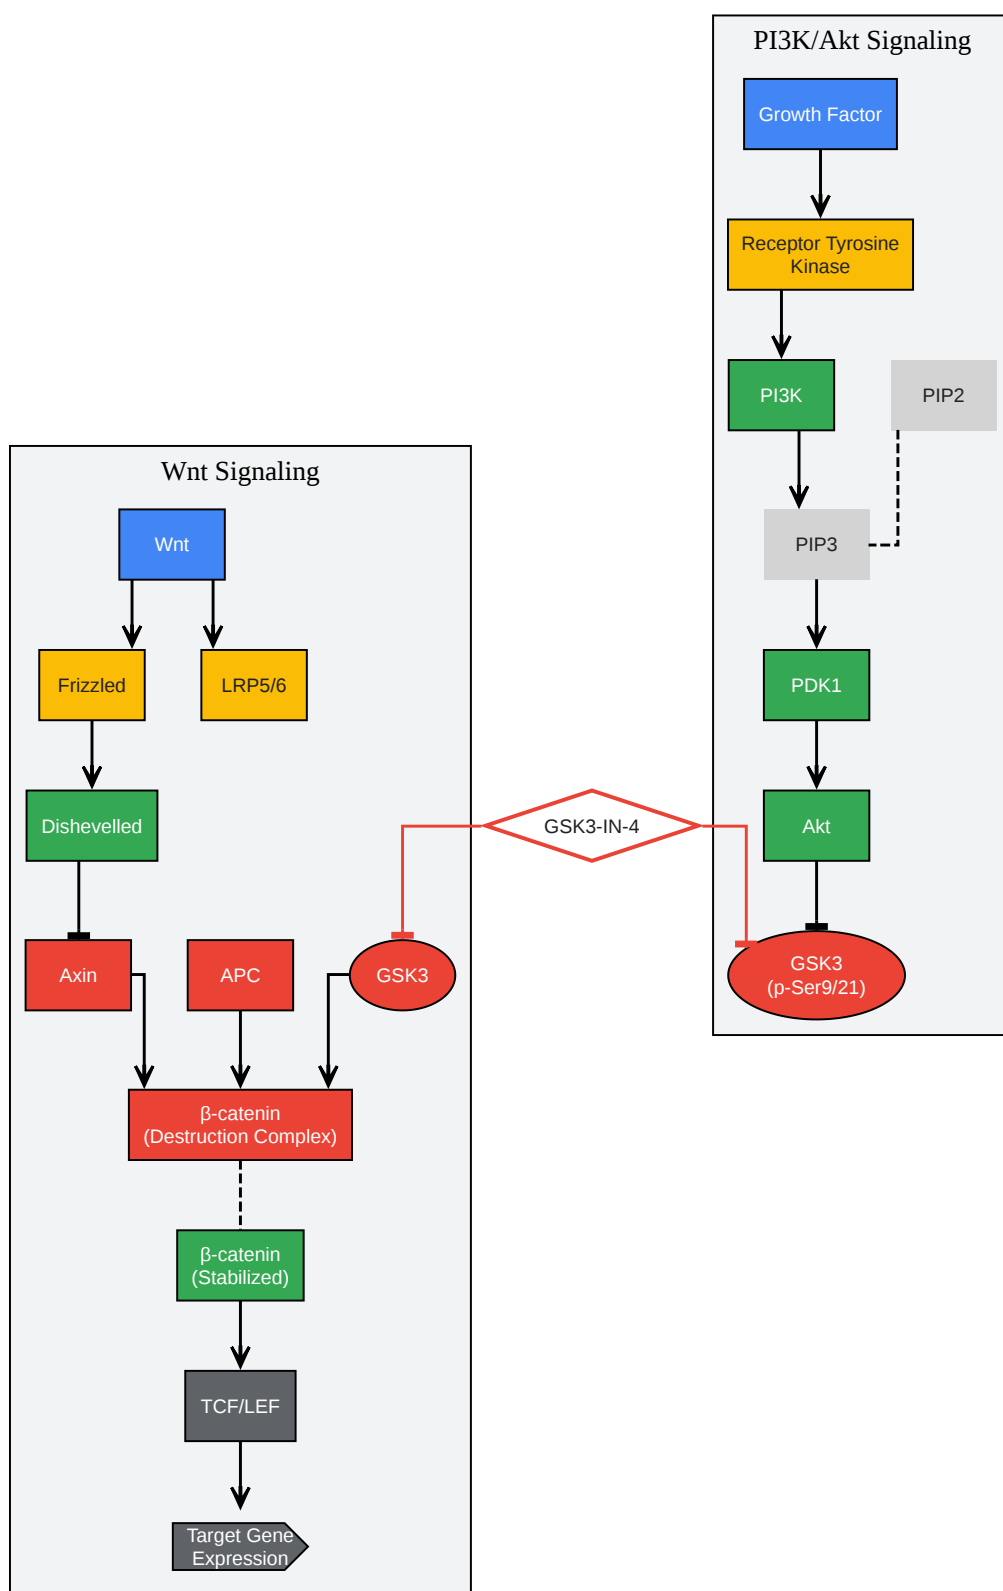 PI3K/Akt Signaling
Growth Factor
Receptor Tyrosine
Kinase
PI3K
PIP2
PIP3
PDK1
Akt
GSK3
(p-Ser9/21)
GSK3-IN-4
Wnt Signaling
Wnt
Frizzled
LRP5/6
Dishevelled
Axin
APC
GSK3
β-catenin
(Destruction Complex)
β-catenin
(Stabilized)
TCF/LEF
Target Gene
Expression